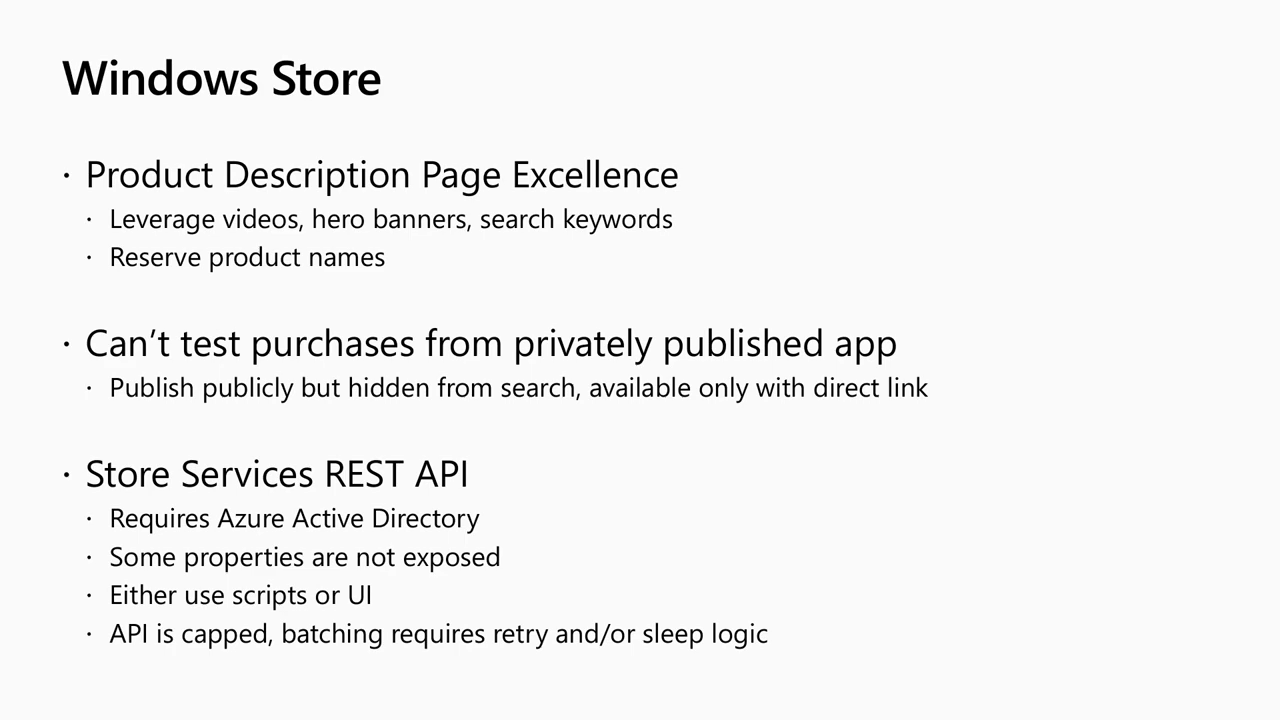 Windows Store
· Product Description Page Excellence
· Leverage videos, hero banners, search keywords
· Reserve product names
· Can’t test purchases from privately published app
· Publish publicly but hidden from search, available only with direct link
· Store Services REST API
· Requires Azure Active Directory
· Some properties are not exposed
· Either use scripts or UI
· API is capped, batching requires retry and/or sleep logic